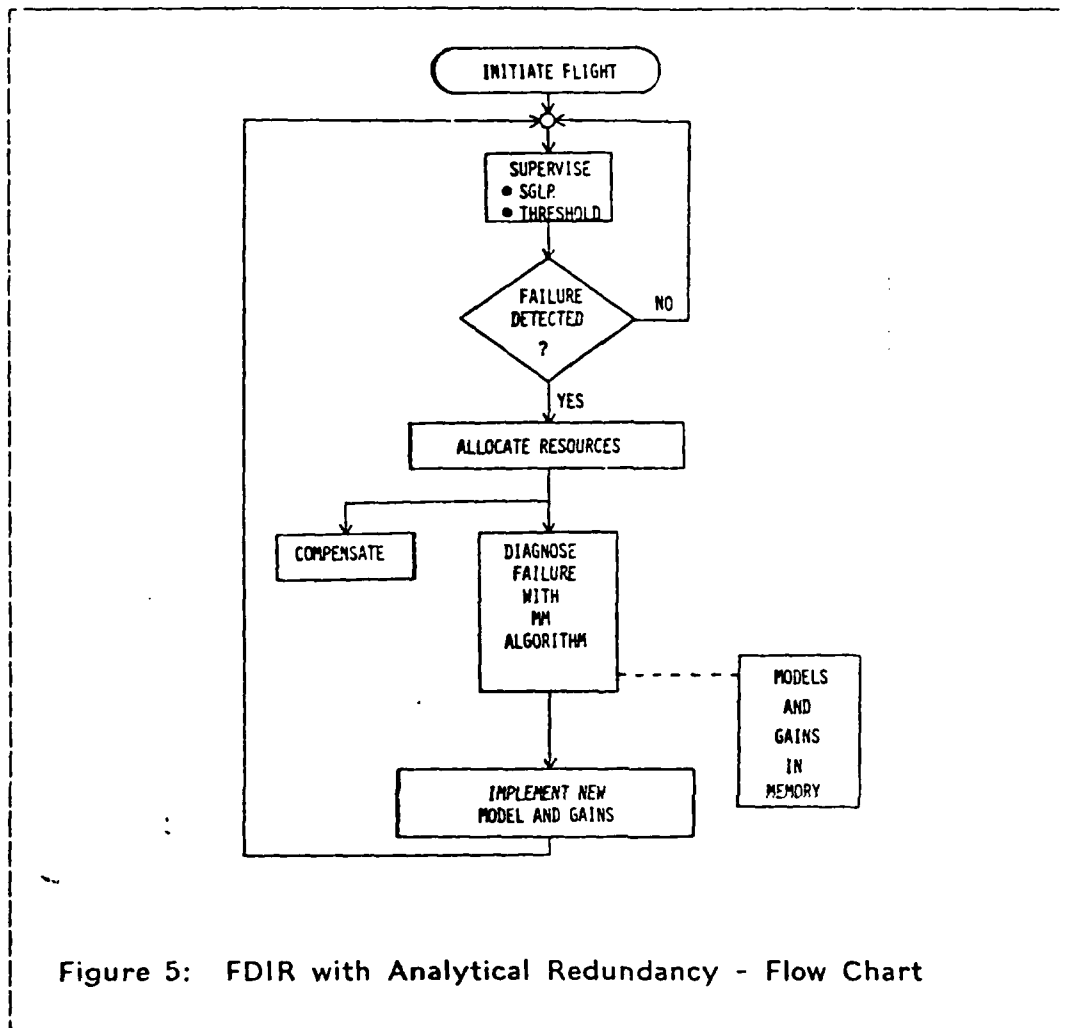 INITIATE FLIGHT
SUPERVISE
● SGLR
● THRESHOLD
FAILURE
DETECTED
?
NO
YES
ALLOCATE RESOURCES
COMPENSATE
DIAGNOSE
FAILURE
WITH
MM
ALGORITHM
MODELS
AND
GAINS
IN
MEMORY
IMPLEMENT NEW
MODEL AND GAINS
Figure 5: FDIR with Analytical Redundancy - Flow Chart